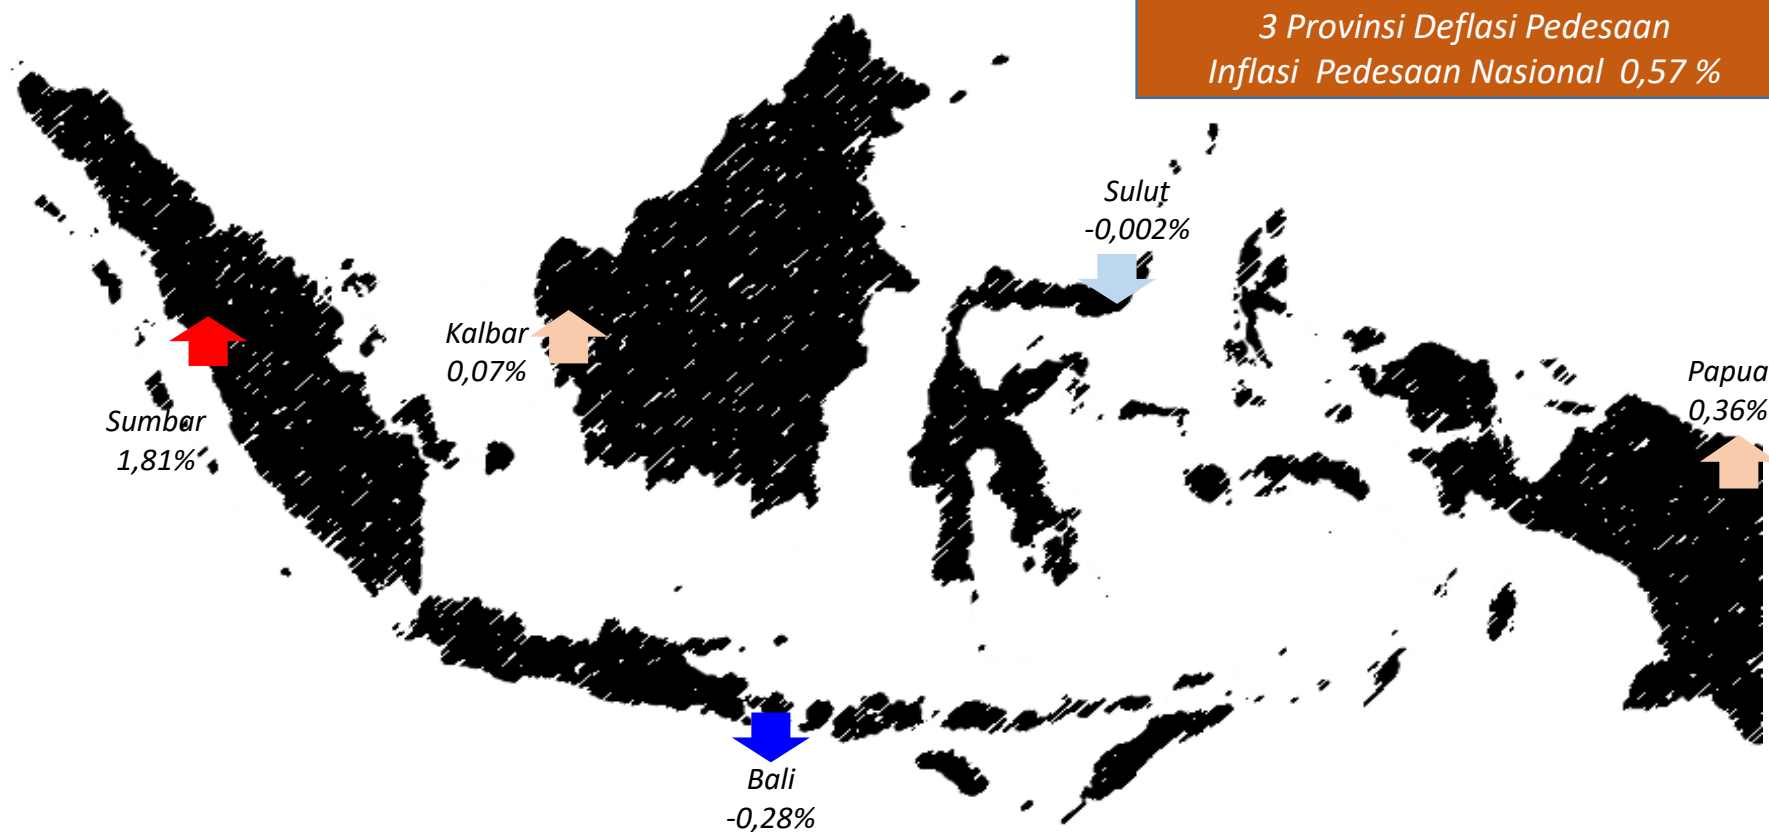 3 Provinsi Deflasi Pedesaan
Inflasi Pedesaan Nasional 0,57 %
Sulut
-0,002%
Kalbar
0,07%
Papua
0,36%
Sumbar
1,81%
Bali
-0,28%